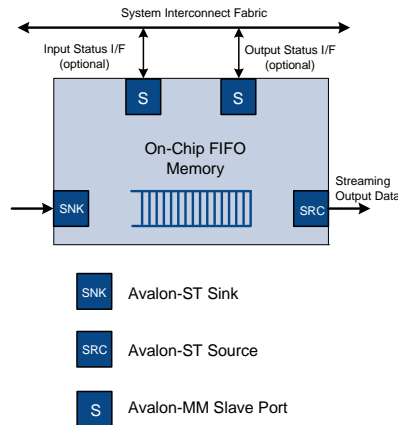 System Interconnect Fabric
Input Status I/F
(optional)
Output Status I/F
(optional)
S
S
On-Chip FIFO
Memory
SNK
SRC
Streaming
Output Data
SNK
Avalon-ST Sink
SRC
Avalon-ST Source
S
Avalon-MM Slave Port